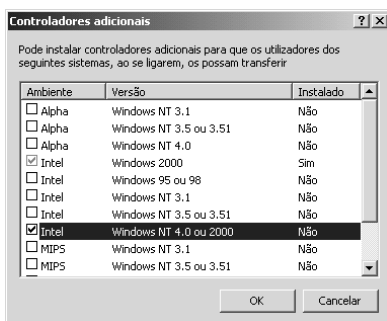 Controladores adicionais
Pode instalar controladores adicionais para que os utilizadores dos
seguintes sistemas, ao se ligarem, os possam transferir
Ambiente Versão Instalado
Alpha Windows NT 3.1 Não
Alpha Windows NT 3.5 ou 3.51 Não
Alpha Windows NT 4.0 Não
Intel Windows 2000 Sim
Intel Windows 95 ou 98 Não
Intel Windows NT 3.1 Não
Intel Windows NT 3.5 ou 3.51 Não
Intel Windows NT 4.0 ou 2000 Não
MIPS Windows NT 3.1 Não
MIPS Windows NT 3.5 ou 3.51 Não
OK Cancelar